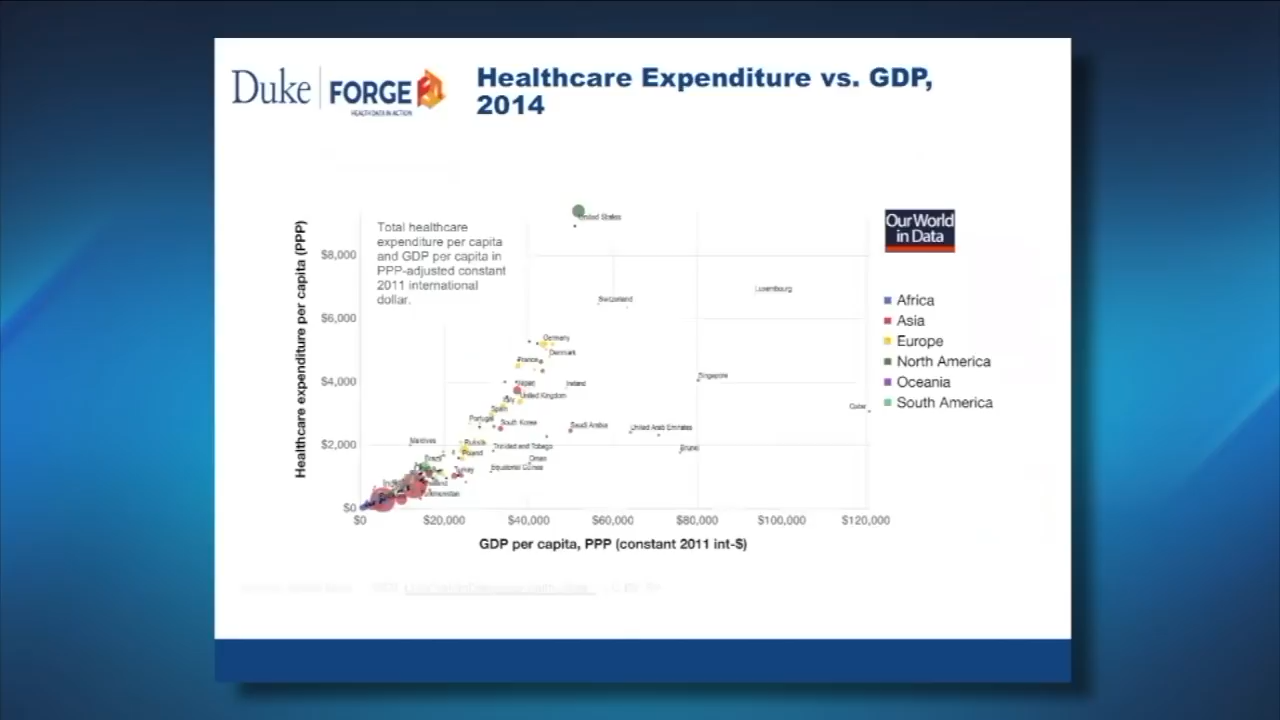 Duke FORGE
HEALTH DATA IN ACTION
Healthcare Expenditure vs. GDP,
2014
Total healthcare
expenditure per capita
and GDP per capita in
PPP-adjusted constant
2011 international
dollar.
Our World
in Data
Healthcare expenditure per capita (PPP)
$8,000
$6,000
$4,000
$2,000
$0
United States
Luxembourg
Switzerland
Germany
Denmark
France
Singapore
Japan
Ireland
United Kingdom
Italy
Qatar
Spain
Portugal
South Korea
Saudi Arabia
United Arab Emirates
Maldives
Russia
Trinidad and Tobago
Brunei
Poland
Brazil
Oman
Turkey
Equatorial Guinea
Africa
Asia
Europe
North America
Oceania
South America
$0
$20,000
$40,000
$60,000
$80,000
$100,000
$120,000
GDP per capita, PPP (constant 2011 int-$)